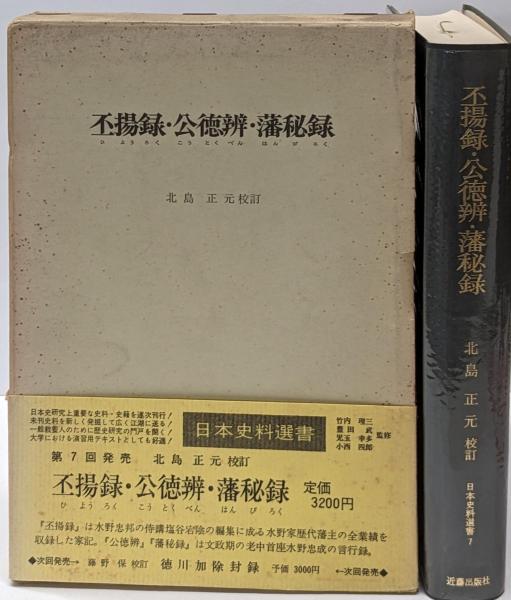 丕揚録・公徳辨・藩秘録
ひ よう ろく こう とく べん はん ぴ ろく
北島 正元 校訂
日本史研究上重要な史料・史籍を逐次刊行!
未刊史料を新しく発掘して広く江湖に送る!
一般教養人のために歴史研究の門戸を開く!
大学における演習用テキストとしても好適!
日本史料選書
竹内 理三
豊田 武
児玉 幸多
小西 四郎
監修
第7回発売 北島 正元 校訂
丕揚録・公徳辨・藩秘録
ひ よう ろく こう とく べん はん ぴ ろく
定価
3200円
『丕揚録』は水野忠邦の侍講塩谷宕陰の編集に成る水野家歴代藩主の全業績を
収録した家記。『公徳辨』『藩秘録』は文政期の老中首座水野忠成の言行録。
◆次回発売→ 藤野 保 校訂 徳川加除封録 予価 3000円 ←次回発売◆
丕揚録・公徳辨・藩秘録
北島 正元 校訂
日本史料選書7
近藤出版社